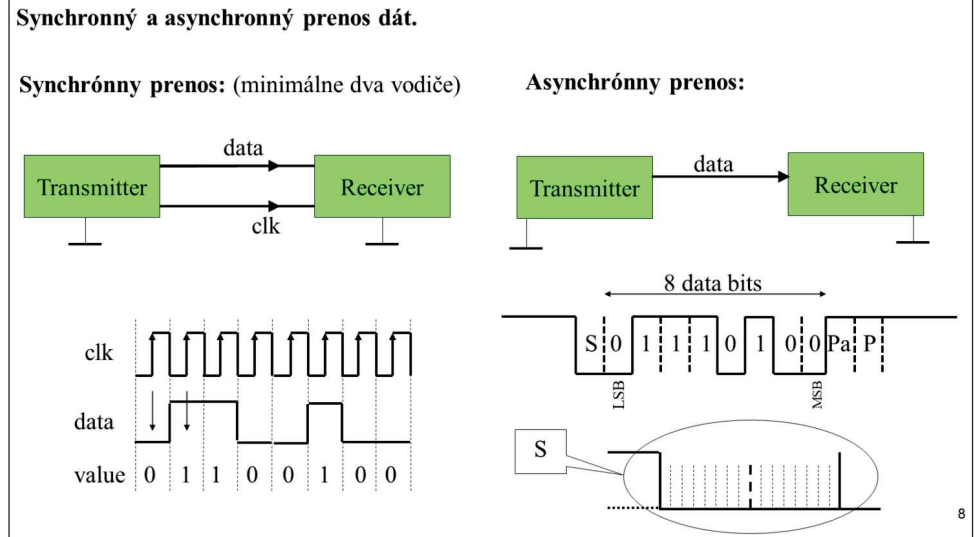 Synchronný a asynchronný prenos dát.
Synchrónny prenos: (minimálne dva vodiče)
data
Transmitter
Receiver
clk
clk
data
value 0 1 1 0 0 1 0 0
Asynchrónny prenos:
data
Transmitter
Receiver
8 data bits
S 0 1 1 1 0 1 0 0 Pa P
LSB
MSB
S
8